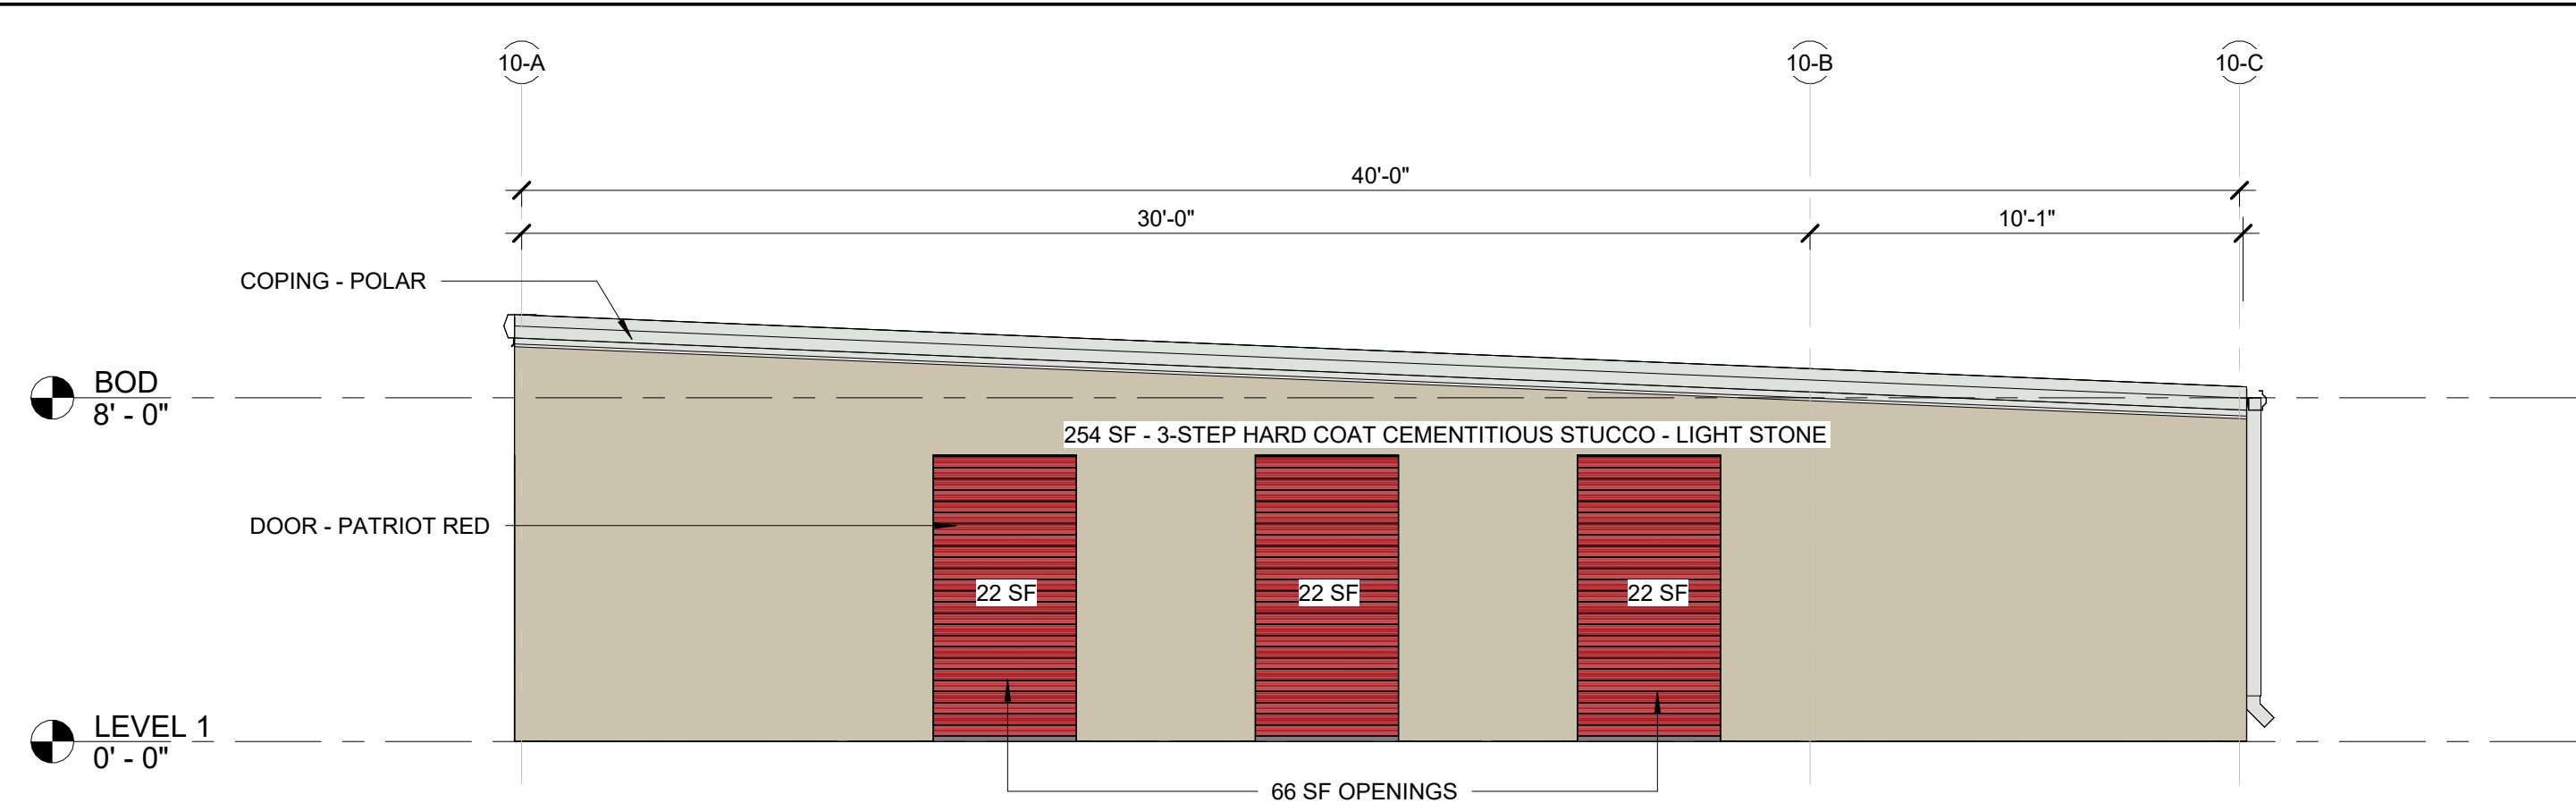 10-A
10-B
10-C
40'-0"
30'-0"
10'-1"
COPING - POLAR
BOD
8' - 0"
254 SF - 3-STEP HARD COAT CEMENTITIOUS STUCCO - LIGHT STONE
DOOR - PATRIOT RED
22 SF
22 SF
22 SF
LEVEL 1
0' - 0"
66 SF OPENINGS